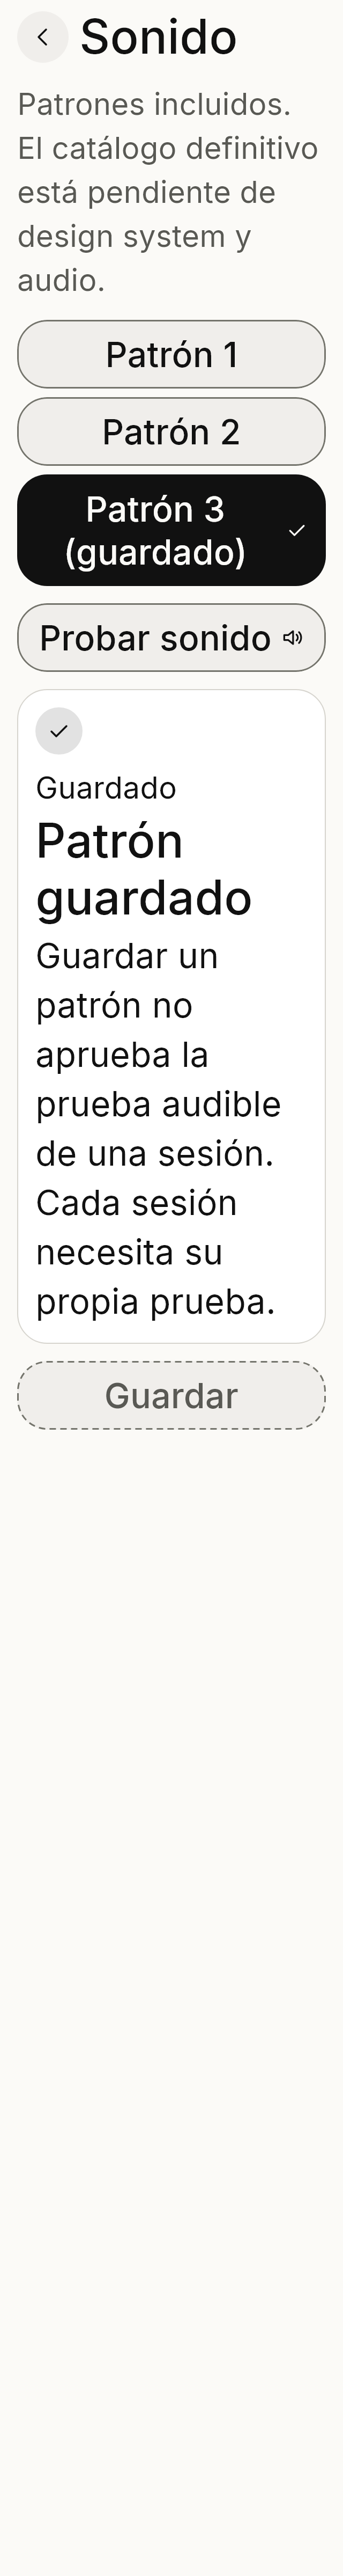 Sonido
Patrones incluidos.
El catálogo definitivo
está pendiente de
design system y
audio.
Patrón 1
Patrón 2
Patrón 3
(guardado)
Probar sonido
Guardado
Patrón
guardado
Guardar un
patrón no
aprueba la
prueba audible
de una sesión.
Cada sesión
necesita su
propia prueba.
Guardar